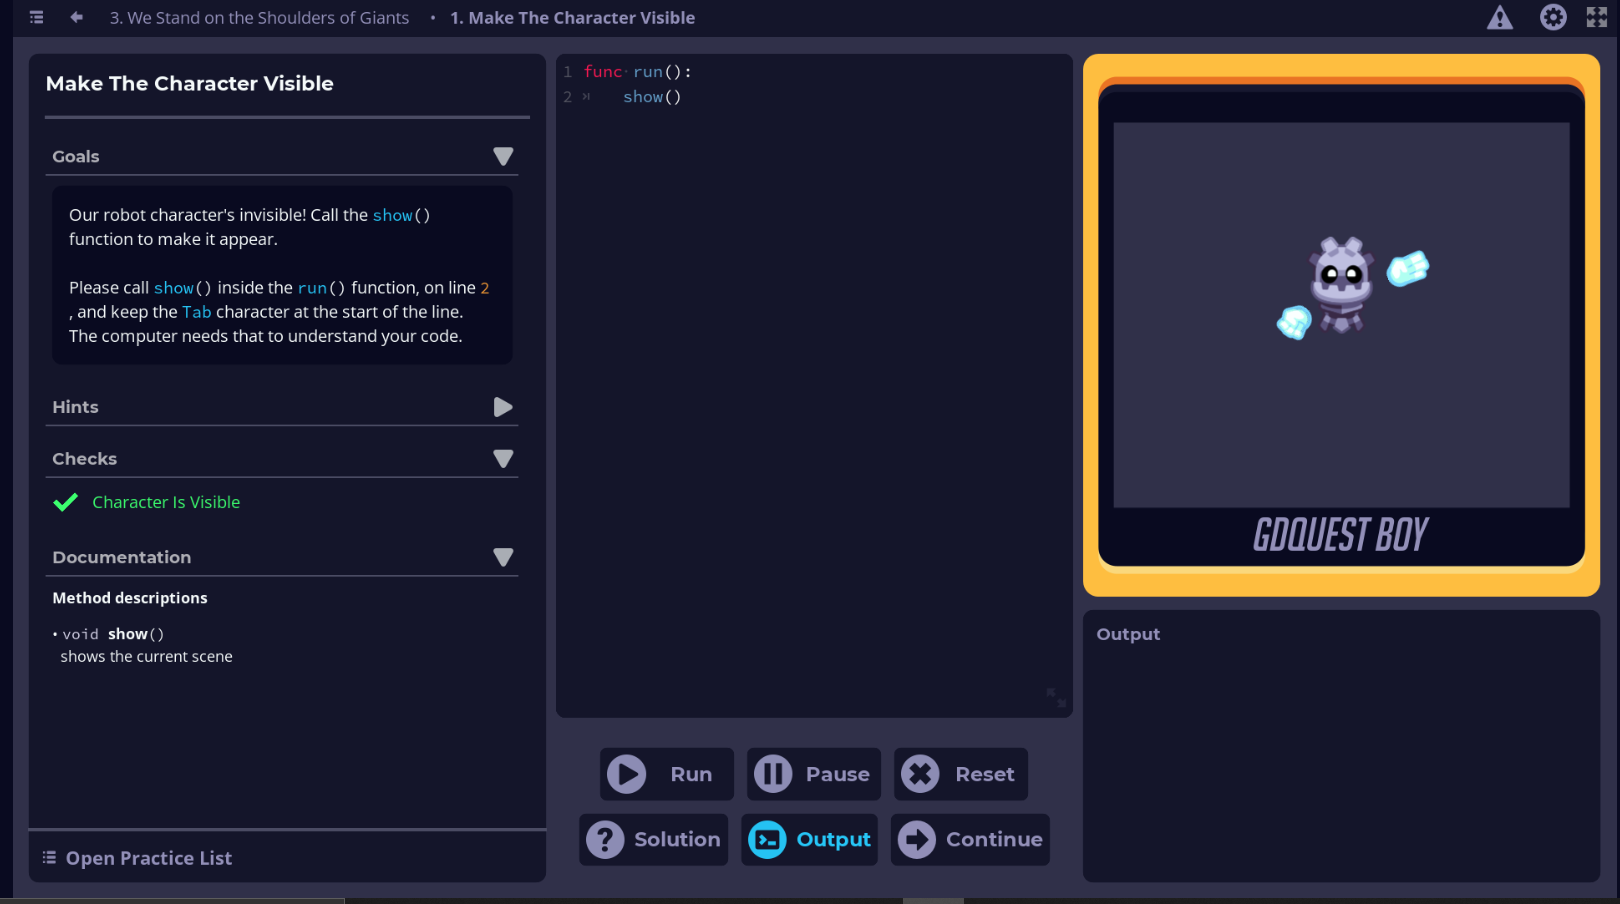 3. We Stand on the Shoulders of Giants • 1. Make The Character Visible
Make The Character Visible
Goals
Our robot character's invisible! Call the show()
function to make it appear.
Please call show() inside the run() function, on line 2
, and keep the Tab character at the start of the line.
The computer needs that to understand your code.
Hints
Checks
Character Is Visible
Documentation
Method descriptions
• void show()
shows the current scene
Open Practice List
1 func run():
2 show()
Run
Pause
Reset
Solution
Output
Continue
GDQUEST BOY
Output